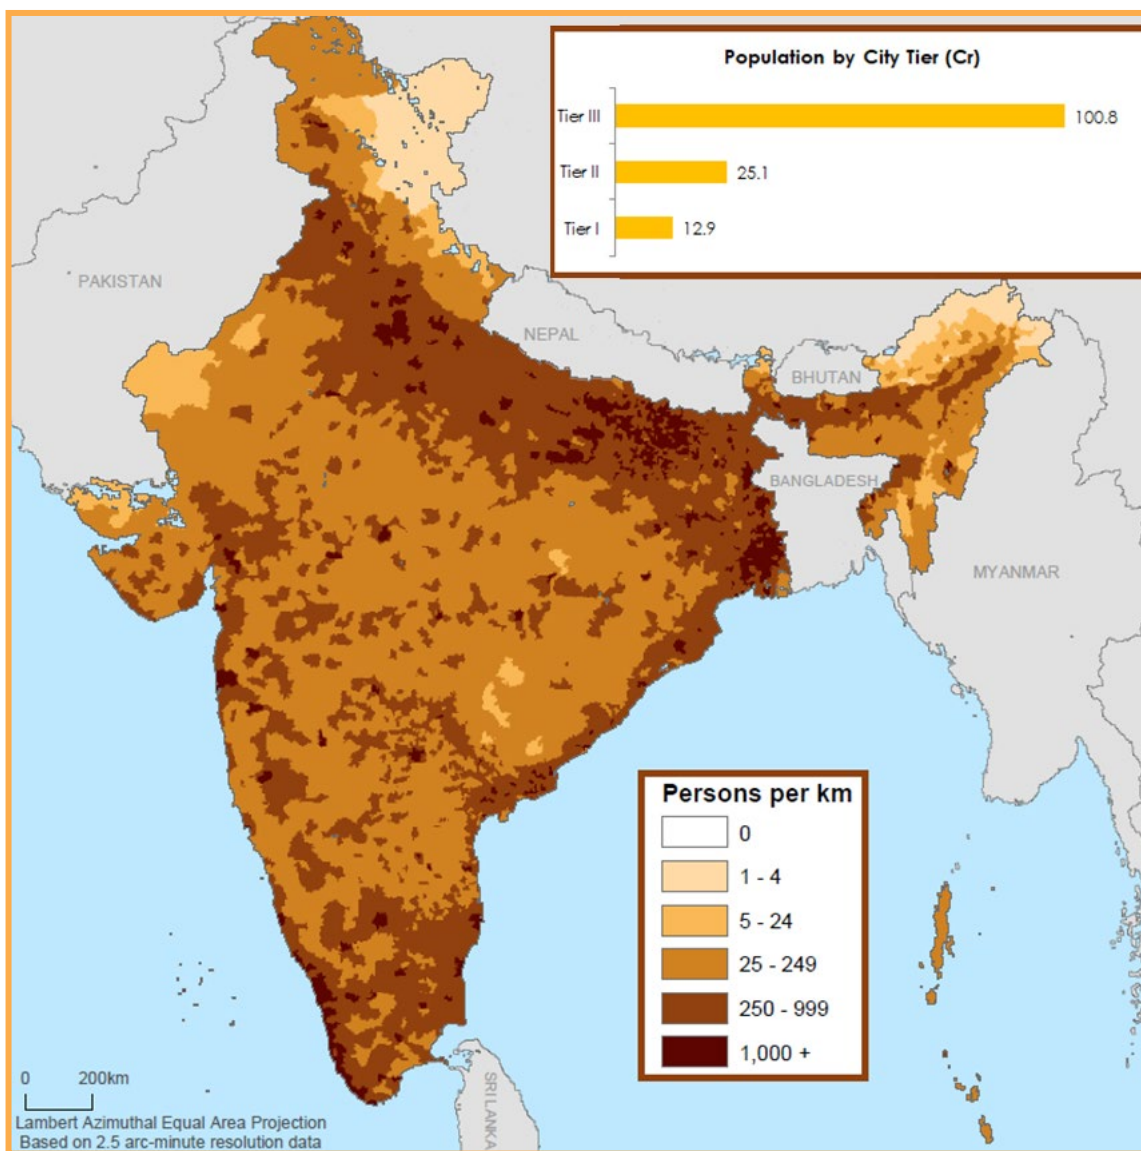 Population by City Tier (Cr)
Tier III
100.8
Tier II
25.1
Tier I
12.9
PAKISTAN
NEPAL
BHUTAN
BANGLADESH
MYANMAR
Persons per km
0
1 - 4
5 - 24
25 - 249
250 - 999
1,000 +
0 200km
SRI LANKA
Lambert Azimuthal Equal Area Projection
Based on 2.5 arc-minute resolution data